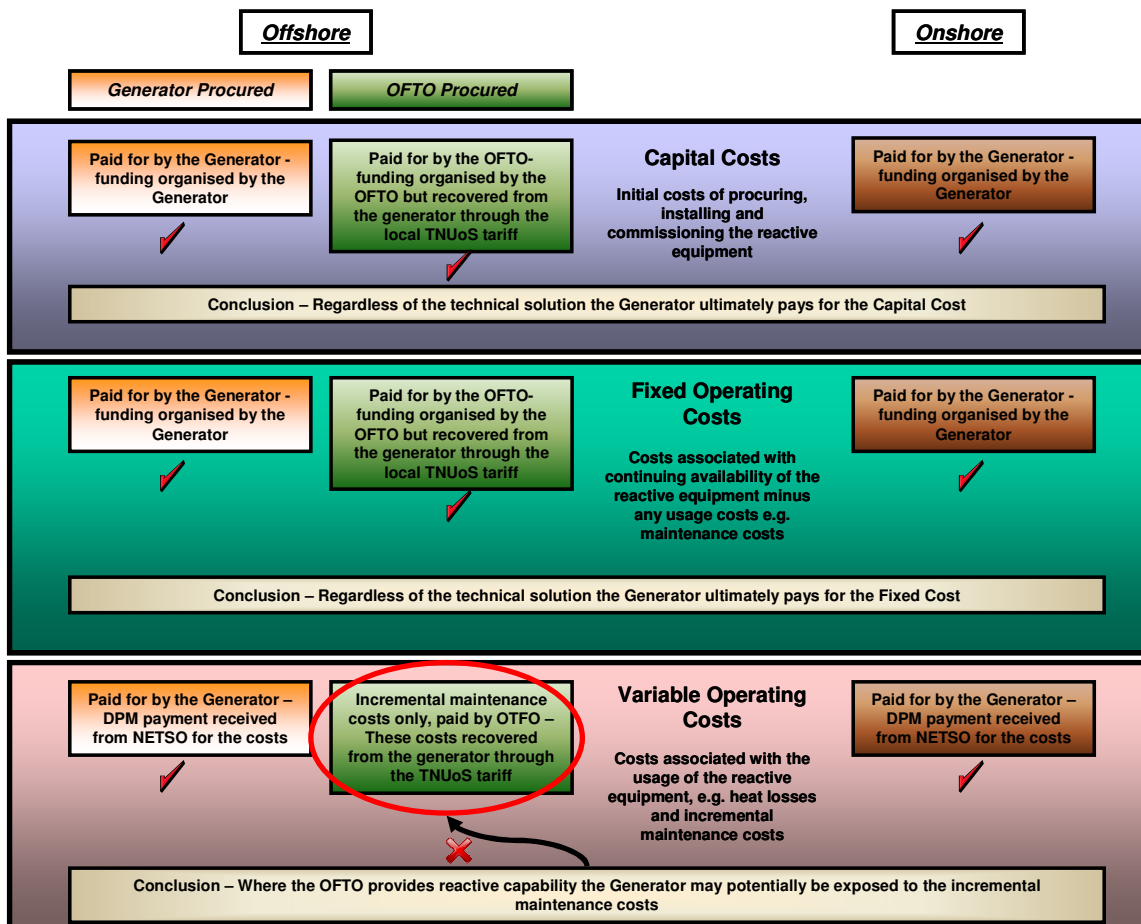 Offshore
Onshore
Generator Procured
OFTO Procured
Paid for by the Generator -
funding organised by the
Generator
Paid for by the OFTO-
funding organised by the
OFTO but recovered from
the generator through the
local TNUoS tariff
Capital Costs
Initial costs of procuring,
installing and
commissioning the reactive
equipment
Paid for by the Generator -
funding organised by the
Generator
Conclusion – Regardless of the technical solution the Generator ultimately pays for the Capital Cost
Paid for by the Generator -
funding organised by the
Generator
Paid for by the OFTO-
funding organised by the
OFTO but recovered from
the generator through the
local TNUoS tariff
Fixed Operating
Costs
Costs associated with
continuing availability of the
reactive equipment minus
any usage costs e.g.
maintenance costs
Paid for by the Generator -
funding organised by the
Generator
Conclusion – Regardless of the technical solution the Generator ultimately pays for the Fixed Cost
Paid for by the Generator –
DPM payment received
from NETSO for the costs
Incremental maintenance
costs only, paid by OTFO –
These costs recovered
from the generator through
the TNUoS tariff
Variable Operating
Costs
Costs associated with the
usage of the reactive
equipment, e.g. heat losses
and incremental
maintenance costs
Paid for by the Generator –
DPM payment received
from NETSO for the costs
Conclusion – Where the OFTO provides reactive capability the Generator may potentially be exposed to the incremental
maintenance costs